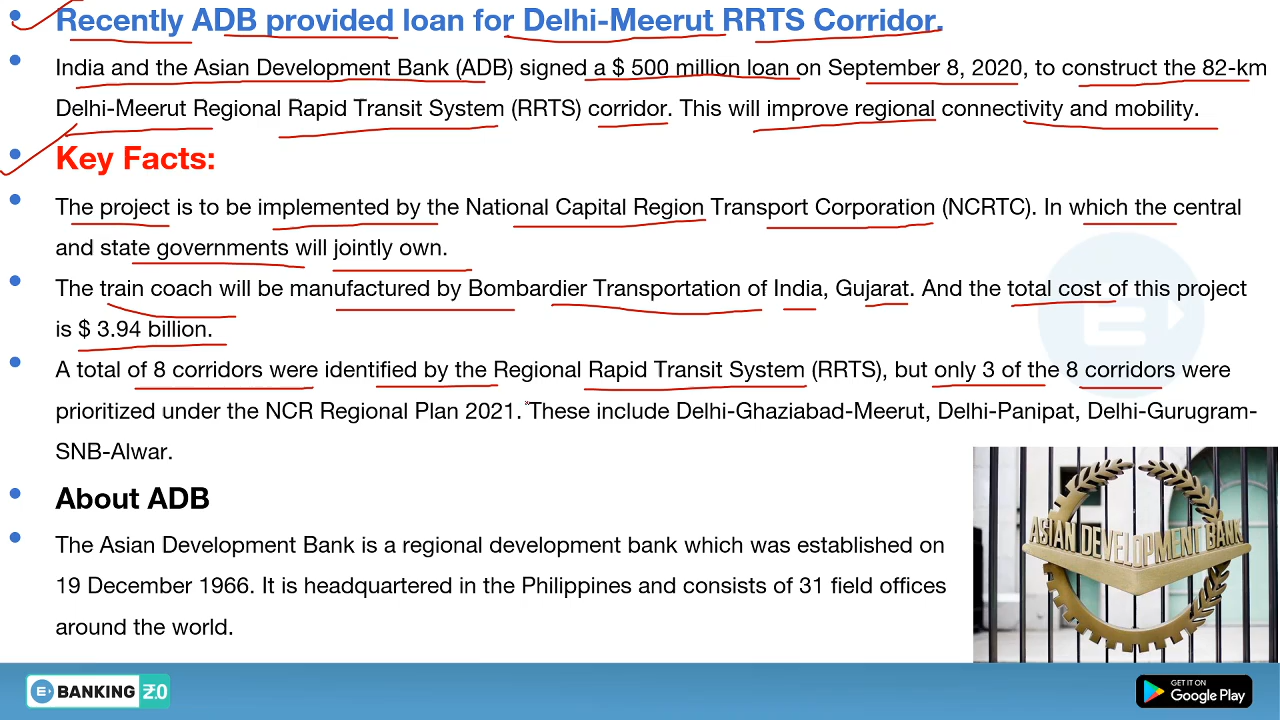 Recently ADB provided loan for Delhi-Meerut RRTS Corridor.
India and the Asian Development Bank (ADB) signed a $ 500 million loan on September 8, 2020, to construct the 82-km
Delhi-Meerut Regional Rapid Transit System (RRTS) corridor. This will improve regional connectivity and mobility.
Key Facts:
The project is to be implemented by the National Capital Region Transport Corporation (NCRTC). In which the central
and state governments will jointly own.
The train coach will be manufactured by Bombardier Transportation of India, Gujarat. And the total cost of this project
is $ 3.94 billion.
A total of 8 corridors were identified by the Regional Rapid Transit System (RRTS), but only 3 of the 8 corridors were
prioritized under the NCR Regional Plan 2021. These include Delhi-Ghaziabad-Meerut, Delhi-Panipat, Delhi-Gurugram-
SNB-Alwar.
About ADB
The Asian Development Bank is a regional development bank which was established on
19 December 1966. It is headquartered in the Philippines and consists of 31 field offices
around the world.
ASIAN DEVELOPMENT BANK
E BANKING 2.0
GET IT ON
Google Play